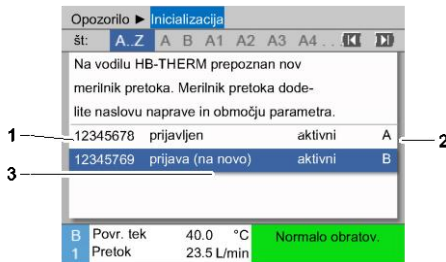 Opozorilo ► Inicializacija
št: A..Z A B A1 A2 A3 A4 . .
Na vodilu HB-THERM prepoznan nov
merilnik pretoka. Merilnik pretoka dode-
lite naslovu naprave in območju parametra.
1 12345678 prijavljen aktivni A 2
12345769 prijava (na novo) aktivni B
3
B Povr. tek 40.0 °C Normalo obratov.
1 Pretok 23.5 L/min